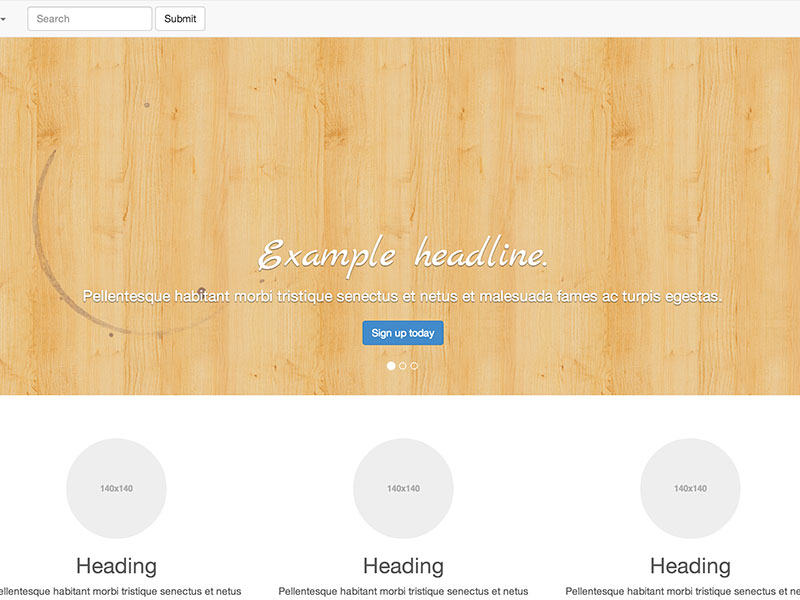 Search Submit
Example headline.
Pellentesque habitant morbi tristique senectus et netus et malesuada fames ac turpis egestas.
Sign up today
140x140 140x140 140x140
Heading Heading Heading
ellentesque habitant morbi tristique senectus et netus Pellentesque habitant morbi tristique senectus et netus Pellentesque habitant morbi tristique senectus et ne